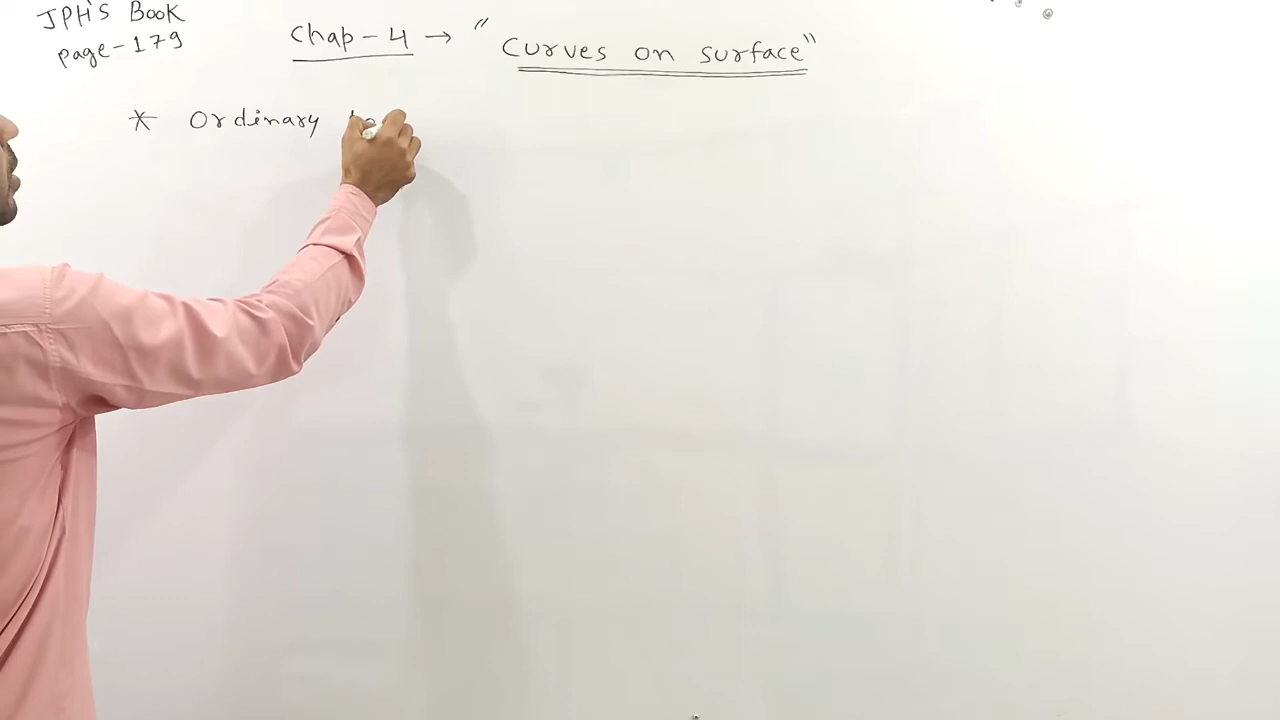 JPH'S Book
page-179
Chap-4 → "Curves on surface"
* Ordinary